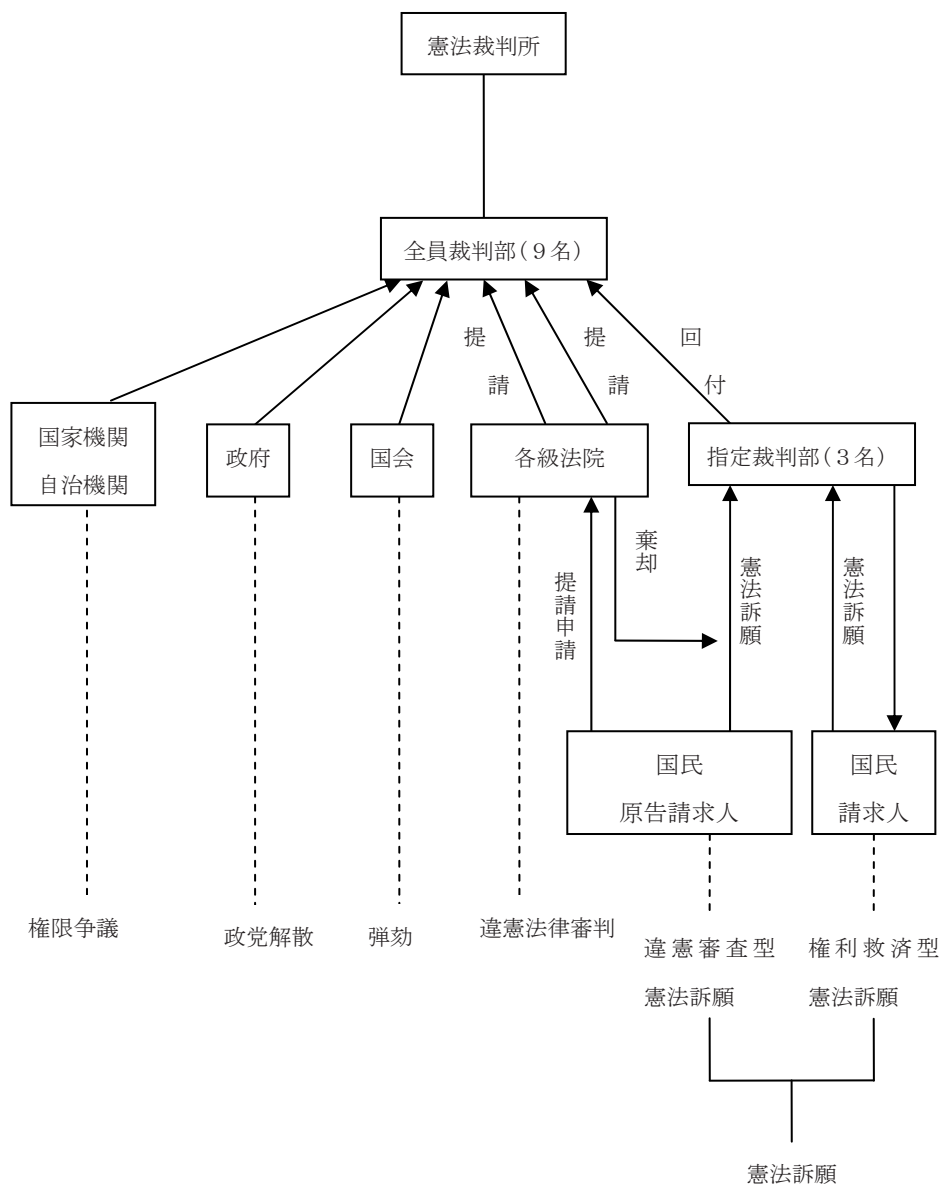 憲法裁判所
全員裁判部(9名)
提請
提請
回付
国家機関
自治機関
政府
国会
各級法院
指定裁判部(3名)
提請申請
棄却
憲法訴願
憲法訴願
国民
原告請求人
国民
請求人
権限争議
政党解散
弾劾
違憲法律審判
違憲審査型
憲法訴願
権利救済型
憲法訴願
憲法訴願